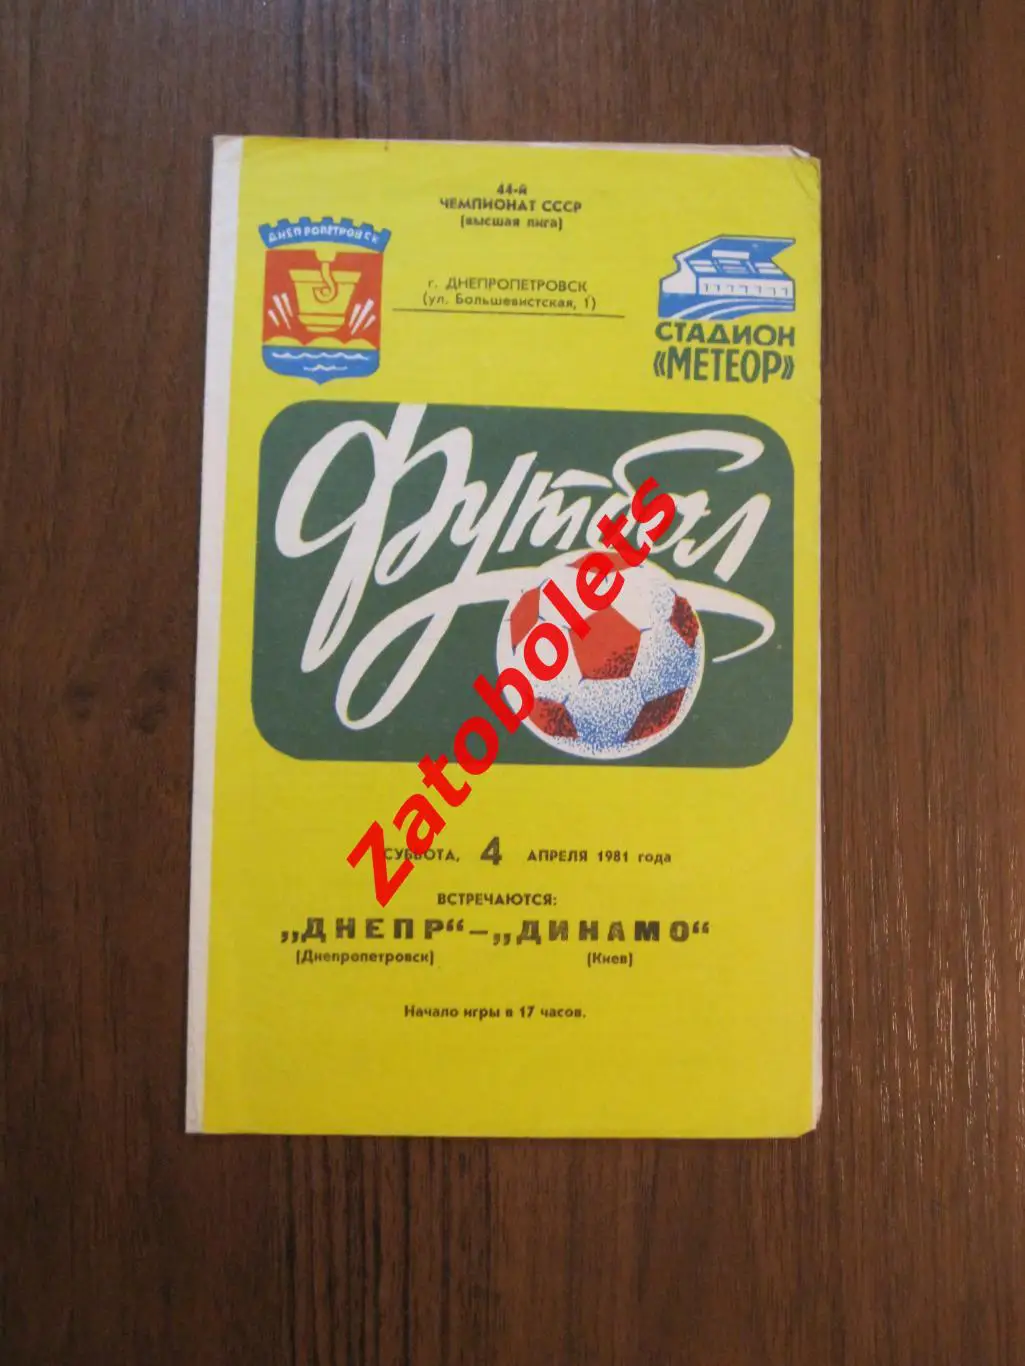 44-й
ЧЕМПИОНАТ СССР
(высшая лига)
ДНЕПРОПЕТРОВСК
г. ДНЕПРОПЕТРОВСК
(ул. Большевистская, 1)
СТАДИОН
«МЕТЕОР»
Футбол
Zatobolets
СУББОТА, 4 АПРЕЛЯ 1981 года
ВСТРЕЧАЮТСЯ:
„ДНЕПР“–„ДИНАМО“
(Днепропетровск) (Киев)
Начало игры в 17 часов.